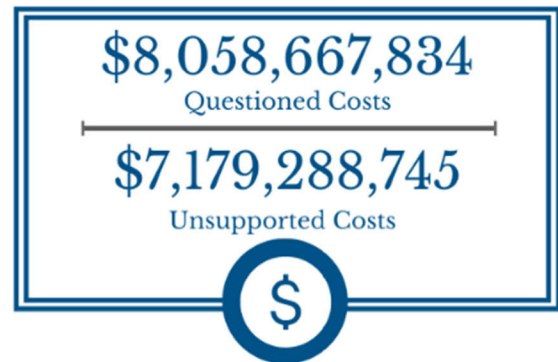 $8,058,667,834
Questioned Costs
$7,179,288,745
Unsupported Costs
$